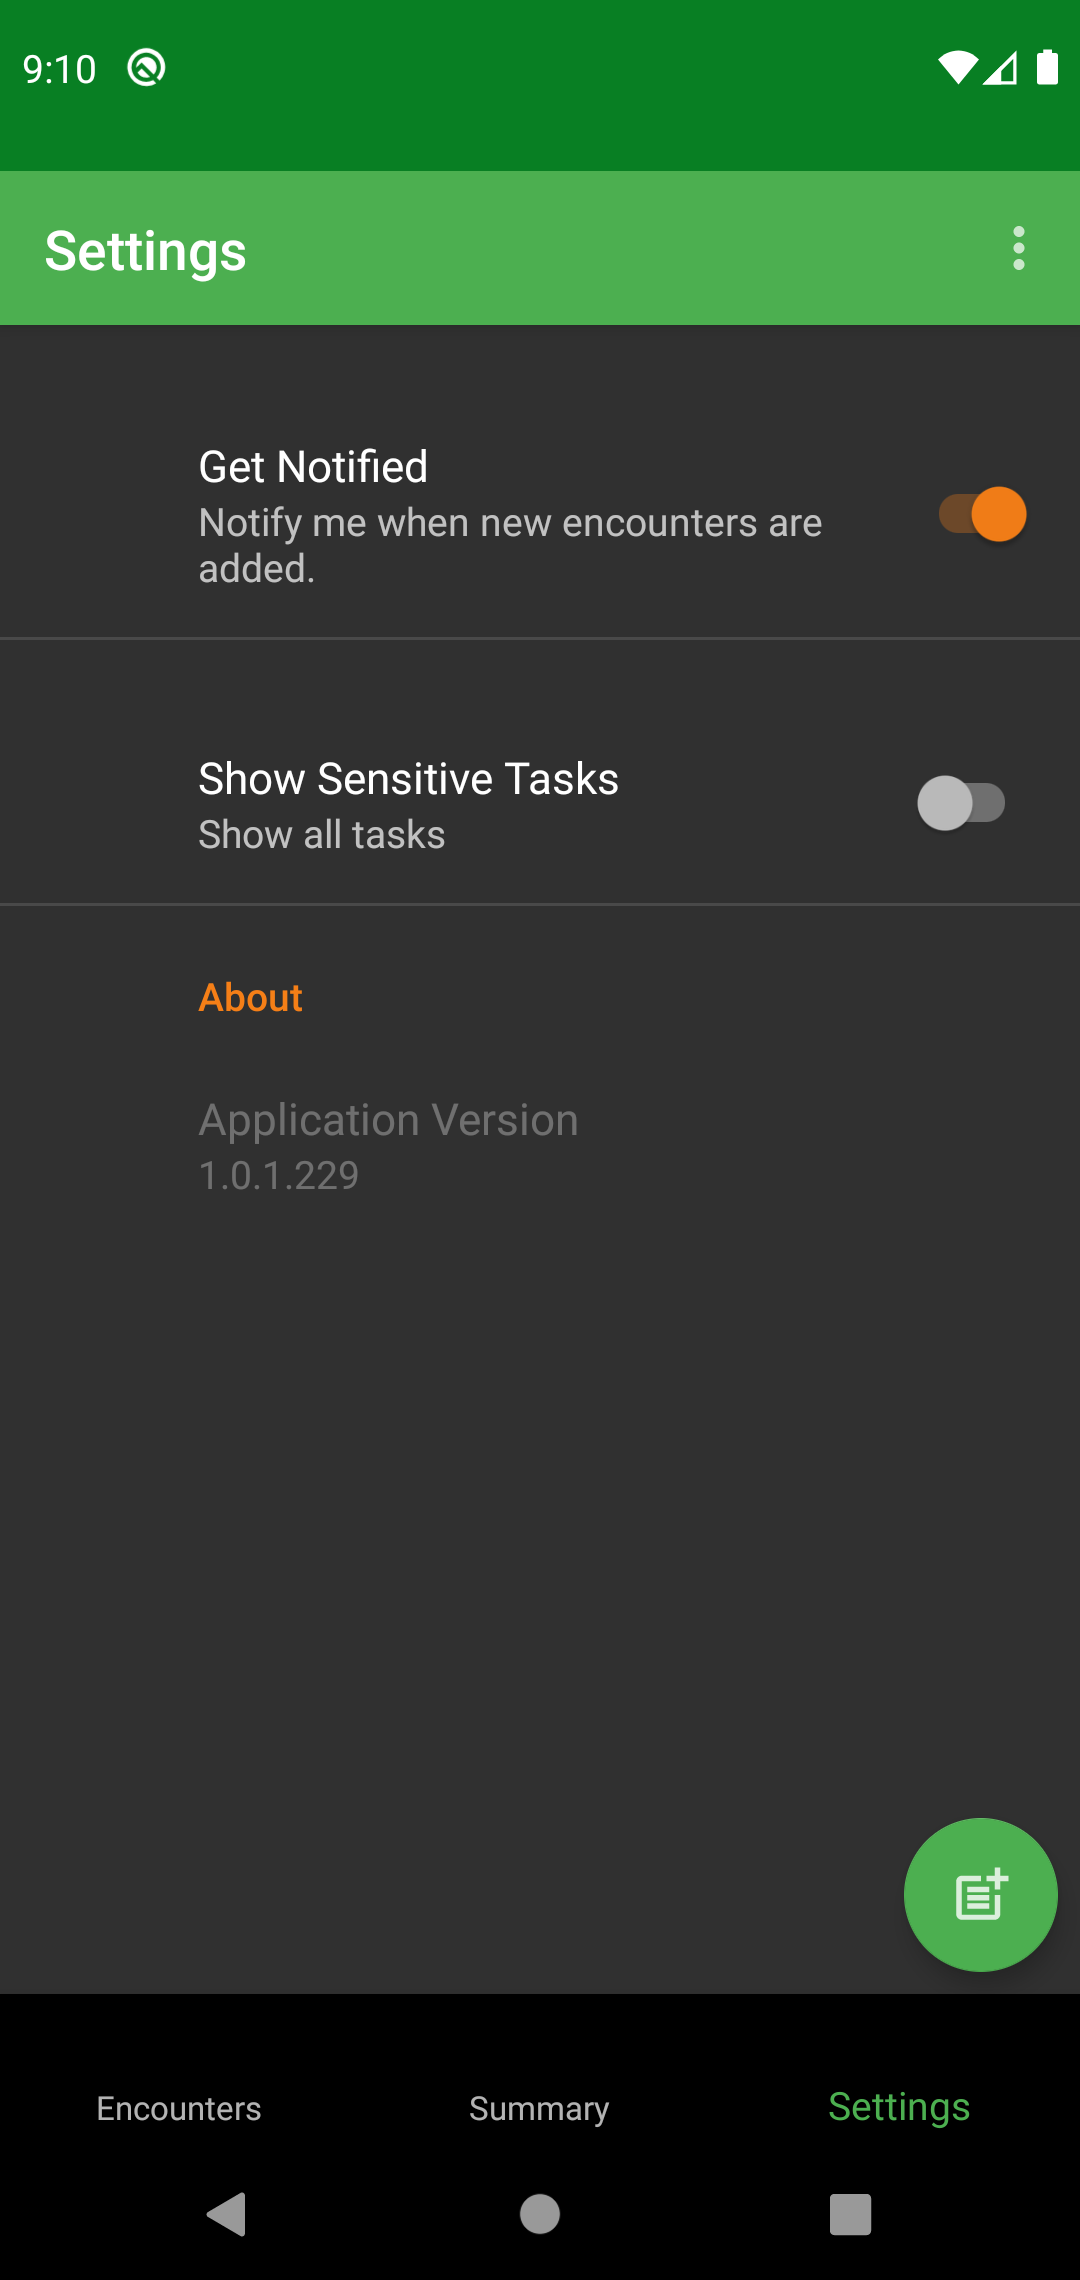 9:10
Settings
Get Notified
Notify me when new encounters are
added.
Show Sensitive Tasks
Show all tasks
About
Application Version
1.0.1.229
Encounters
Summary
Settings